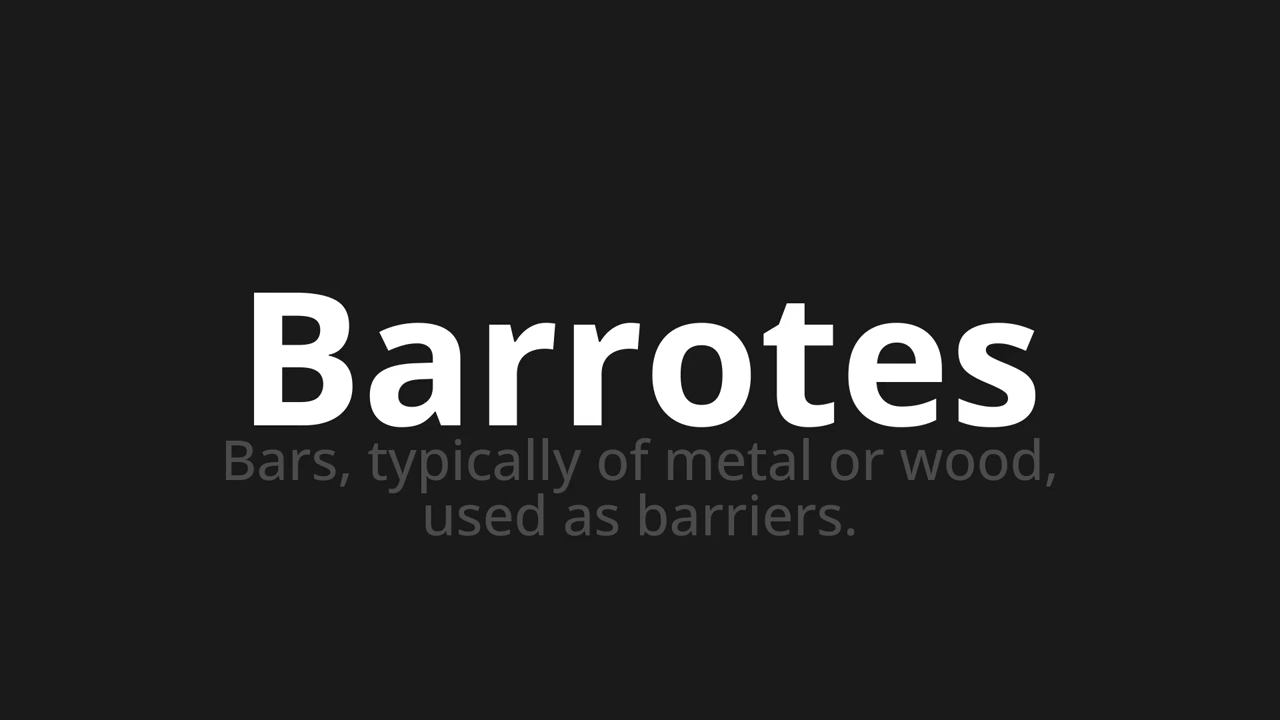 Barrotes
Bars, typically of metal or wood,
used as barriers.